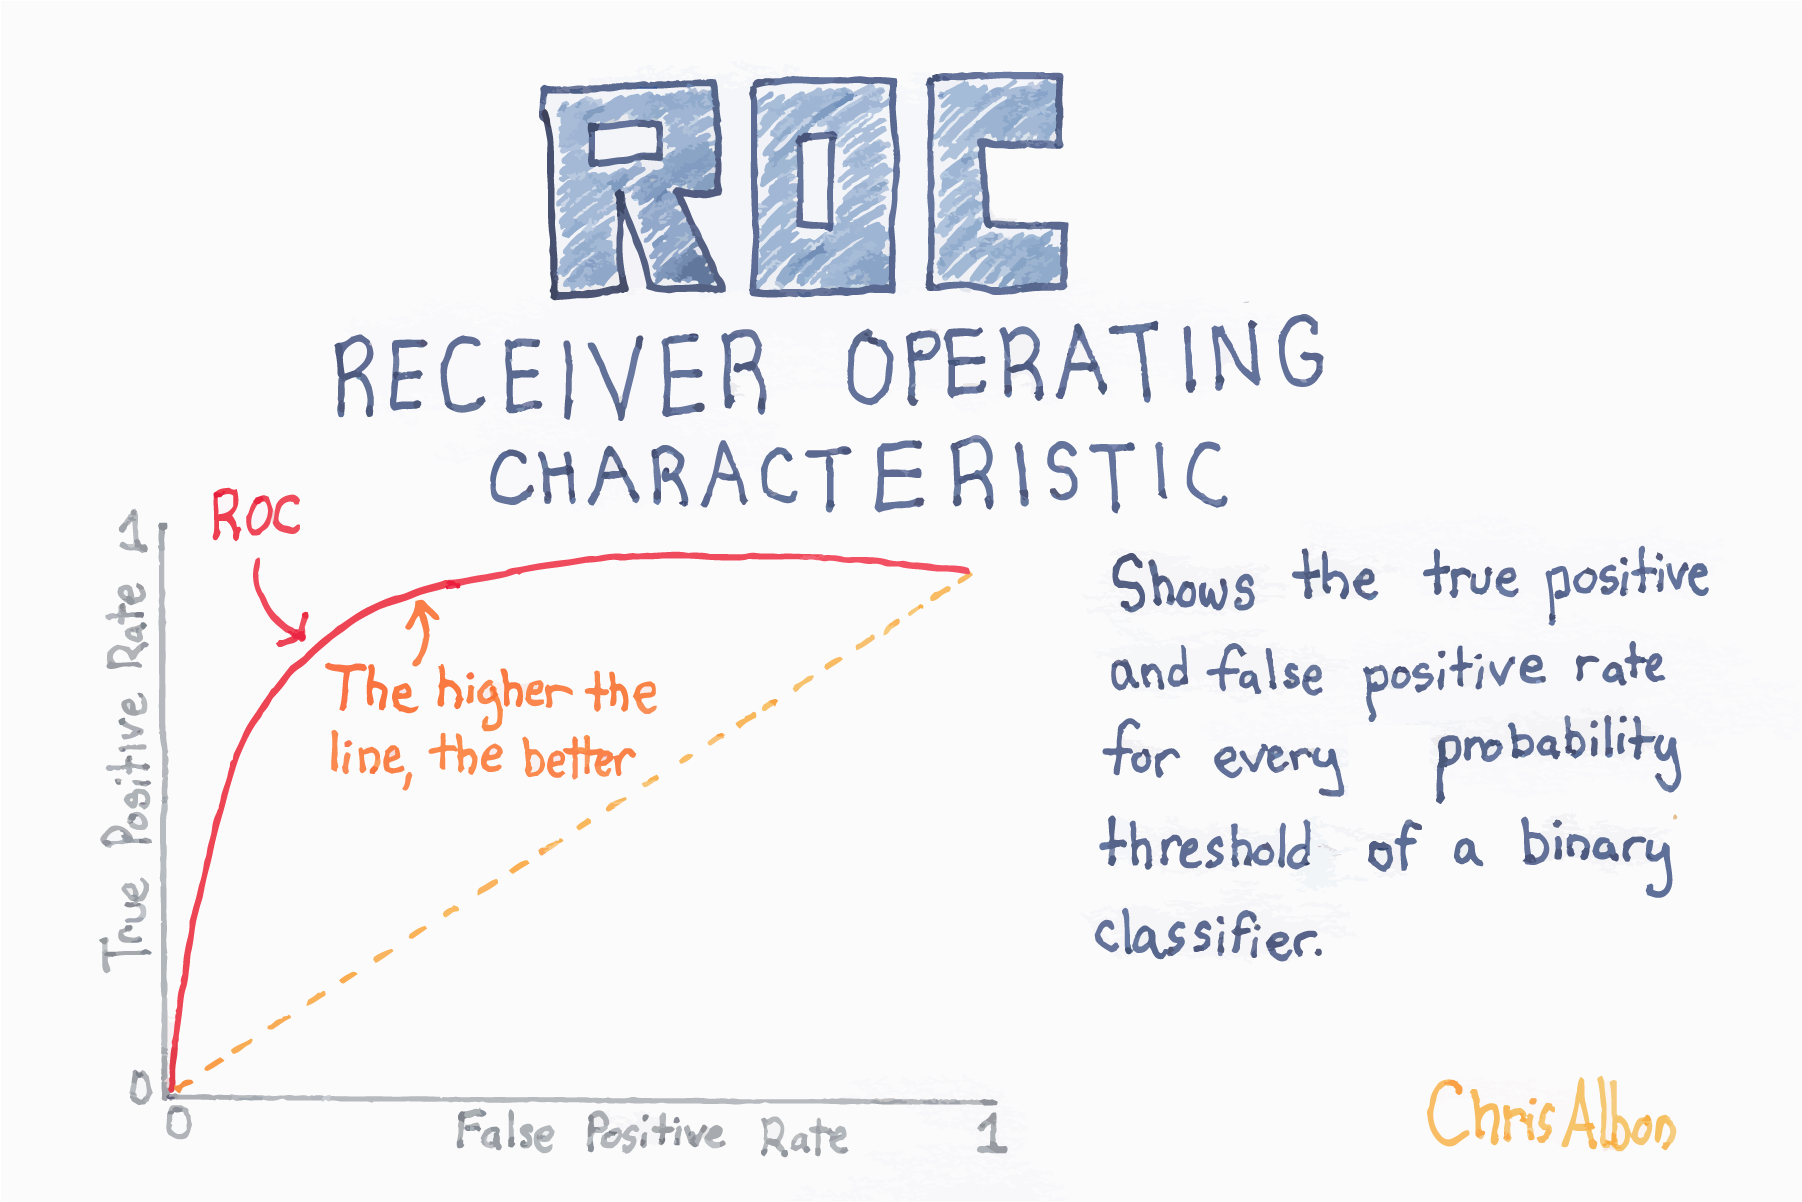 ROC
RECEIVER OPERATING
CHARACTERISTIC
ROC
The higher the
line, the better
True Positive Rate
1
0
0
False Positive Rate
1
Shows the true positive
and false positive rate
for every probability
threshold of a binary
classifier.
Chris Albon